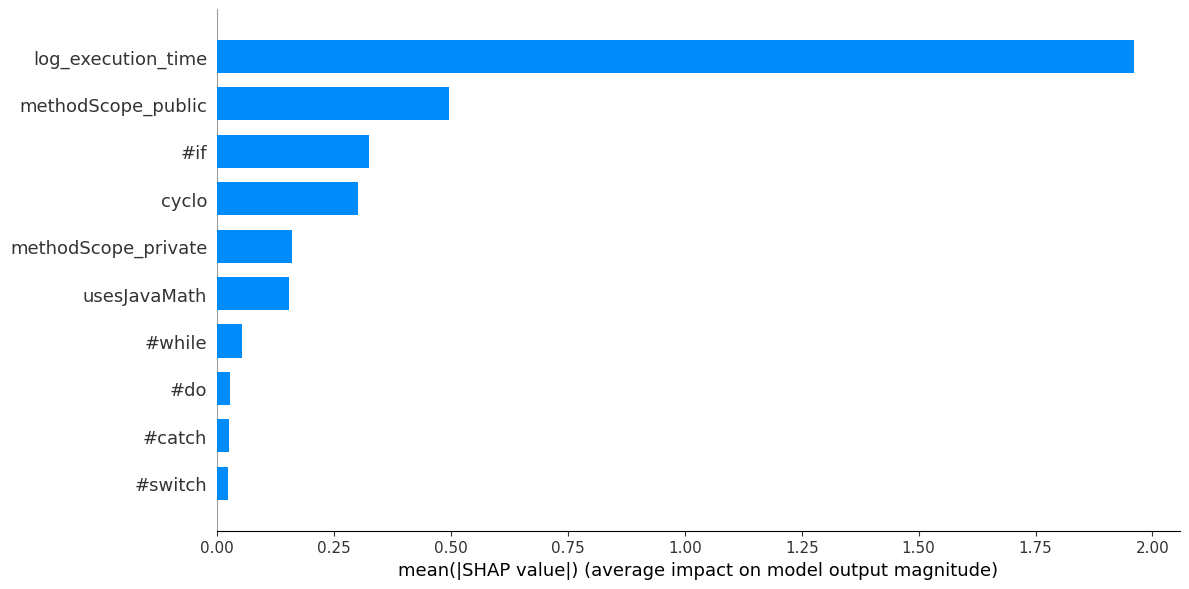 log_execution_time
methodScope_public
#if
cyclo
methodScope_private
usesJavaMath
#while
#do
#catch
#switch
0.00 0.25 0.50 0.75 1.00 1.25 1.50 1.75 2.00
mean(|SHAP value|) (average impact on model output magnitude)